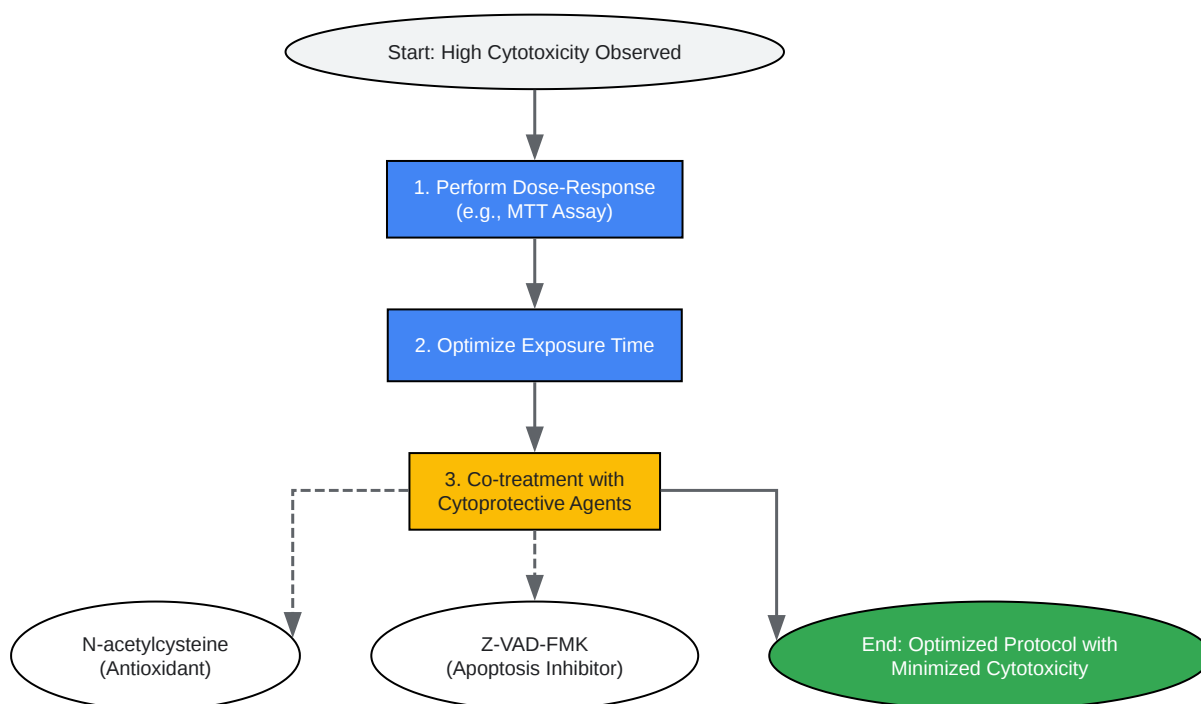 Start: High Cytotoxicity Observed
1. Perform Dose-Response
(e.g., MTT Assay)
2. Optimize Exposure Time
3. Co-treatment with
Cytoprotective Agents
N-acetylcysteine
(Antioxidant)
Z-VAD-FMK
(Apoptosis Inhibitor)
End: Optimized Protocol with
Minimized Cytotoxicity